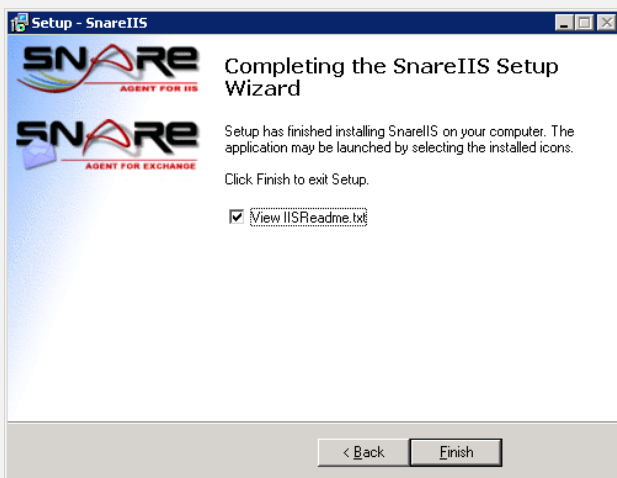 Setup - SnareIIS
SNARE
AGENT FOR IIS
SNARE
AGENT FOR EXCHANGE
Completing the SnareIIS Setup
Wizard
Setup has finished installing SnareIIS on your computer. The
application may be launched by selecting the installed icons.
Click Finish to exit Setup.
View IISReadme.txt
< Back
Finish